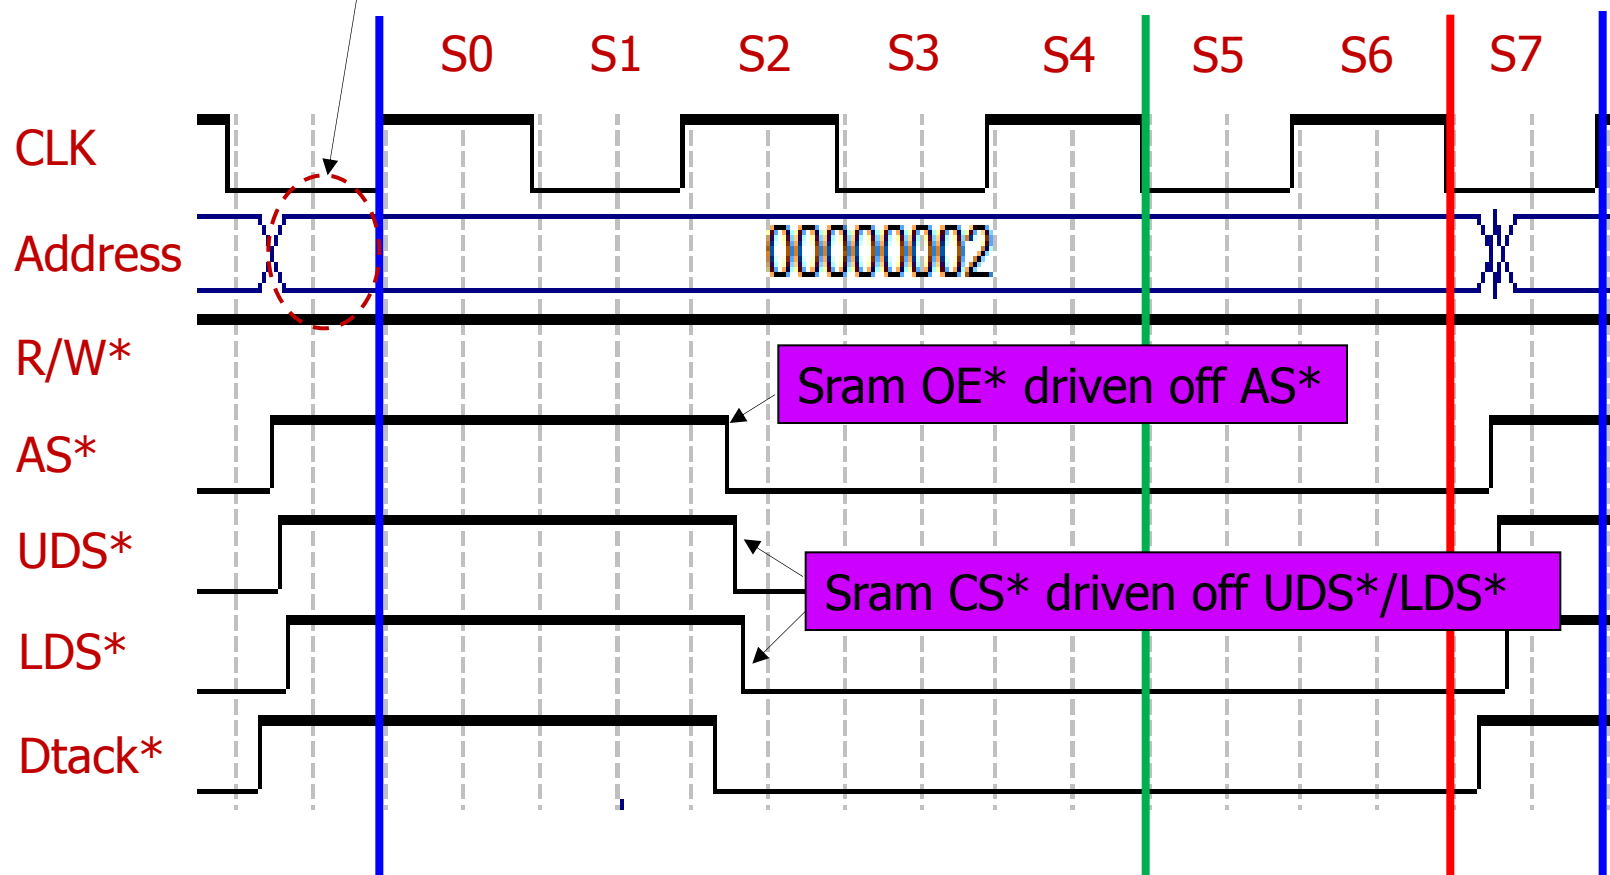 S0 S1 S2 S3 S4 S5 S6 S7
CLK
Address 00000002
R/W*
Sram OE* driven off AS*
AS*
UDS*
Sram CS* driven off UDS*/LDS*
LDS*
Dtack*